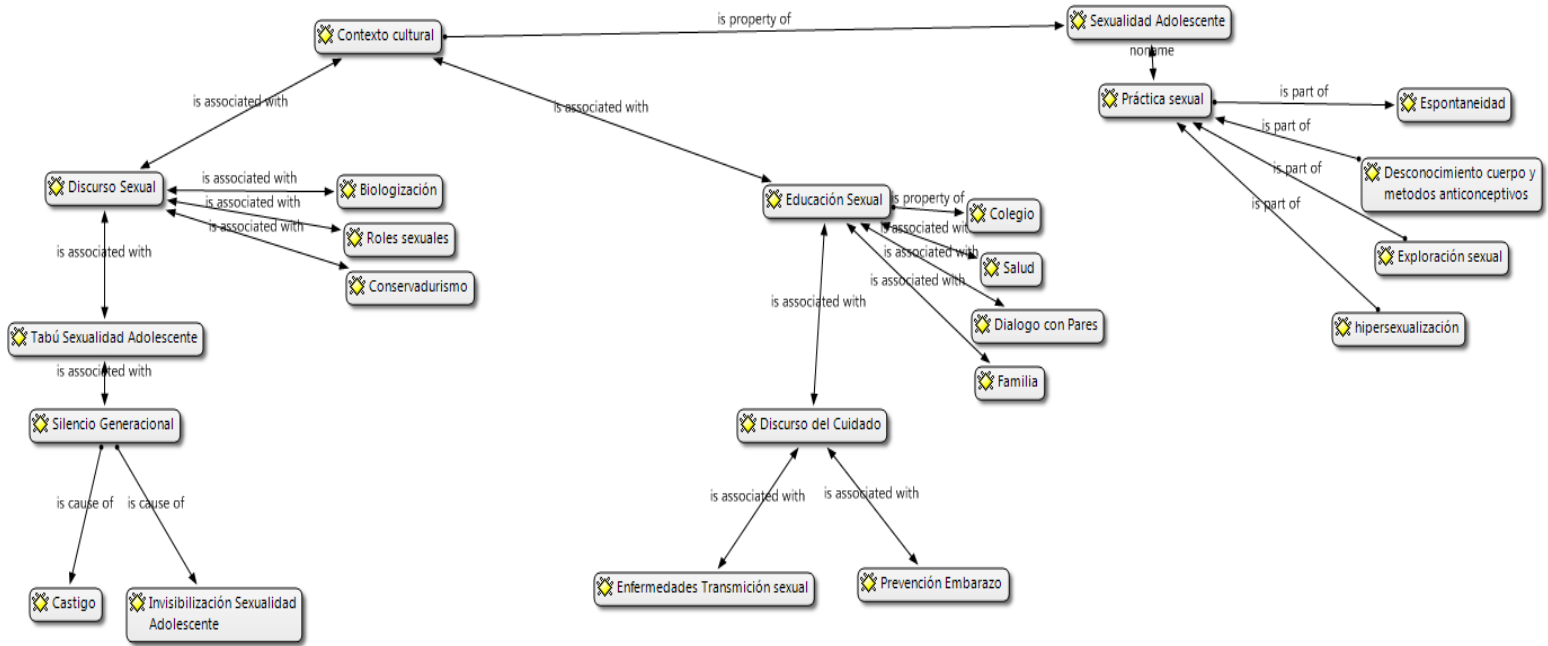 Contexto cultural
is property of
Sexualidad Adolescente
noname
Práctica sexual
is part of
Espontaneidad
is part of
Desconocimiento cuerpo y
metodos anticonceptivos
is part of
Exploración sexual
is part of
hipersexualización
is associated with
is associated with
Discurso Sexual
is associated with
Biologización
is associated with
Roles sexuales
is associated with
Conservadurismo
Educación Sexual
is property of
Colegio
is associated with
Salud
is associated with
Dialogo con Pares
is associated with
Familia
is associated with
Tabú Sexualidad Adolescente
is associated with
Silencio Generacional
is cause of
is cause of
Castigo
Invisibilización Sexualidad
Adolescente
is associated with
Discurso del Cuidado
is associated with
is associated with
Enfermedades Transmición sexual
Prevención Embarazo